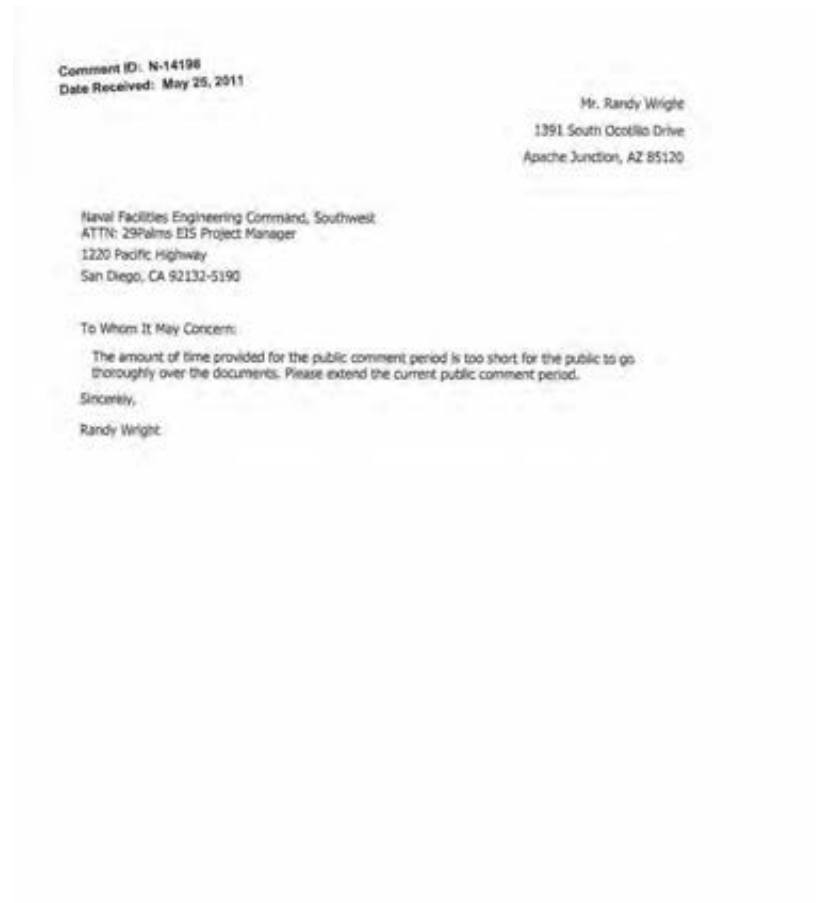 Comment ID: N-14198
Date Received: May 25, 2011
Mr. Randy Wright
1391 South Ocotillo Drive
Apache Junction, AZ 85120
Naval Facilities Engineering Command, Southwest
ATTN: 29Palms EIS Project Manager
1220 Pacific Highway
San Diego, CA 92132-5190
To Whom It May Concern:
The amount of time provided for the public comment period is too short for the public to go
thoroughly over the documents. Please extend the current public comment period.
Sincerely,
Randy Wright